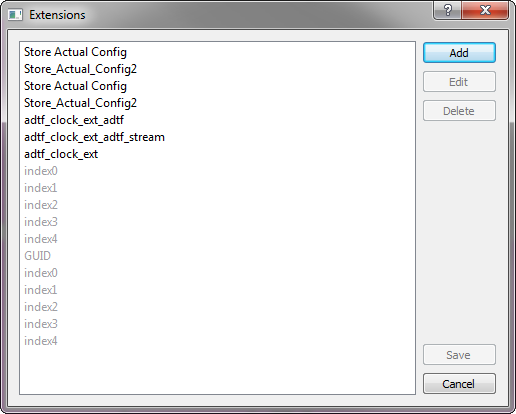 Extensions
Store Actual Config
Store_Actual_Config2
Store Actual Config
Store_Actual_Config2
adtf_clock_ext_adtf
adtf_clock_ext_adtf_stream
adtf_clock_ext
index0
index1
index2
index3
index4
GUID
index0
index1
index2
index3
index4
Add
Edit
Delete
Save
Cancel